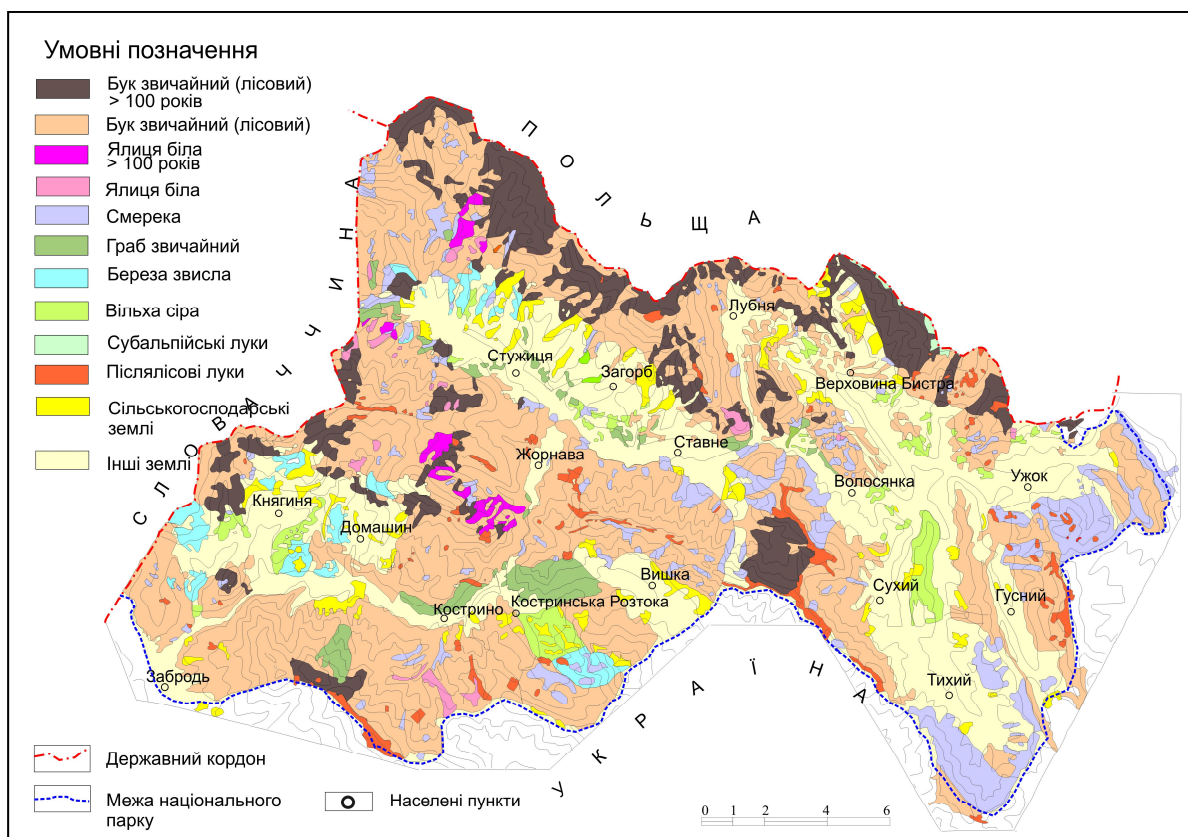 Умовні позначення
Бук звичайний (лісовий)
> 100 років
Бук звичайний (лісовий)
Ялиця біла
> 100 років
Ялиця біла
Смерека
Граб звичайний
Береза звисла
Вільха сіра
Субальпійські луки
Післялісові луки
Сільськогосподарські
землі
Інші землі
ПОЛЬЩА
СЛОВАЧЧИНА
Лубня
Стужиця
Загорб
Верховина Бистра
Ставне
Жорнава
Ужок
Волосянка
Княгиня
Домашин
Вишка
Сухий
Гусний
Кострино
Костринська Розтока
Забродь
Тихий
УКРАЇНА
Державний кордон
Межа національного
парку
Населені пункти
0 1 2 4 6